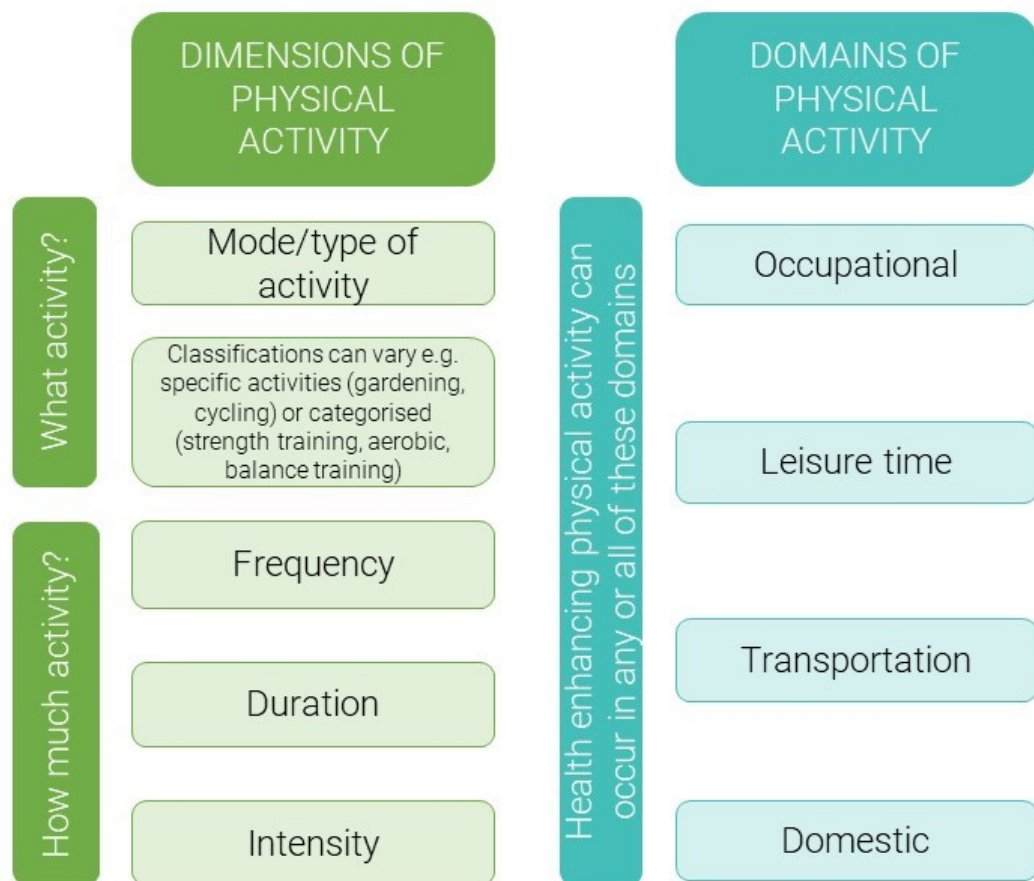 DIMENSIONS OF
PHYSICAL
ACTIVITY
What activity?
Mode/type of
activity
Classifications can vary e.g.
specific activities (gardening,
cycling) or categorised
(strength training, aerobic,
balance training)
How much activity?
Frequency
Duration
Intensity
DOMAINS OF
PHYSICAL
ACTIVITY
Health enhancing physical activity can
occur in any or all of these domains
Occupational
Leisure time
Transportation
Domestic